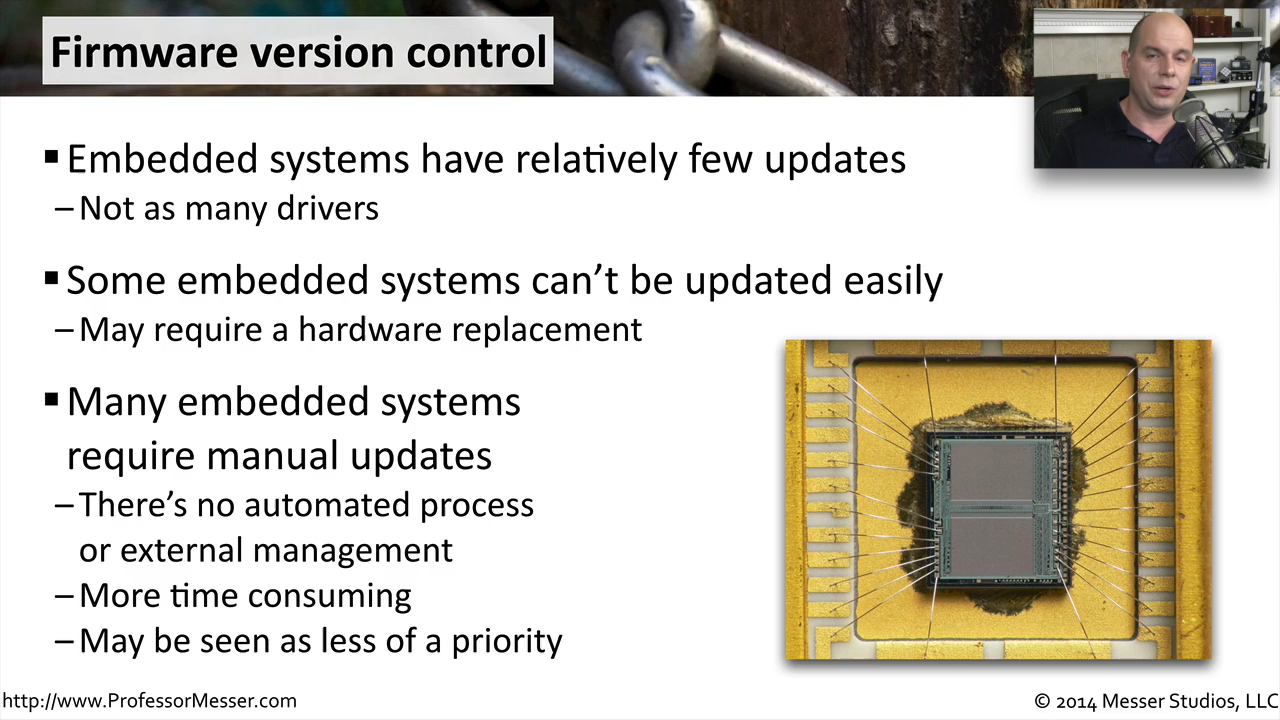 Firmware version control
▪ Embedded systems have relatively few updates
– Not as many drivers
▪ Some embedded systems can’t be updated easily
– May require a hardware replacement
▪ Many embedded systems
require manual updates
– There’s no automated process
or external management
– More time consuming
– May be seen as less of a priority
http://www.ProfessorMesser.com
© 2014 Messer Studios, LLC